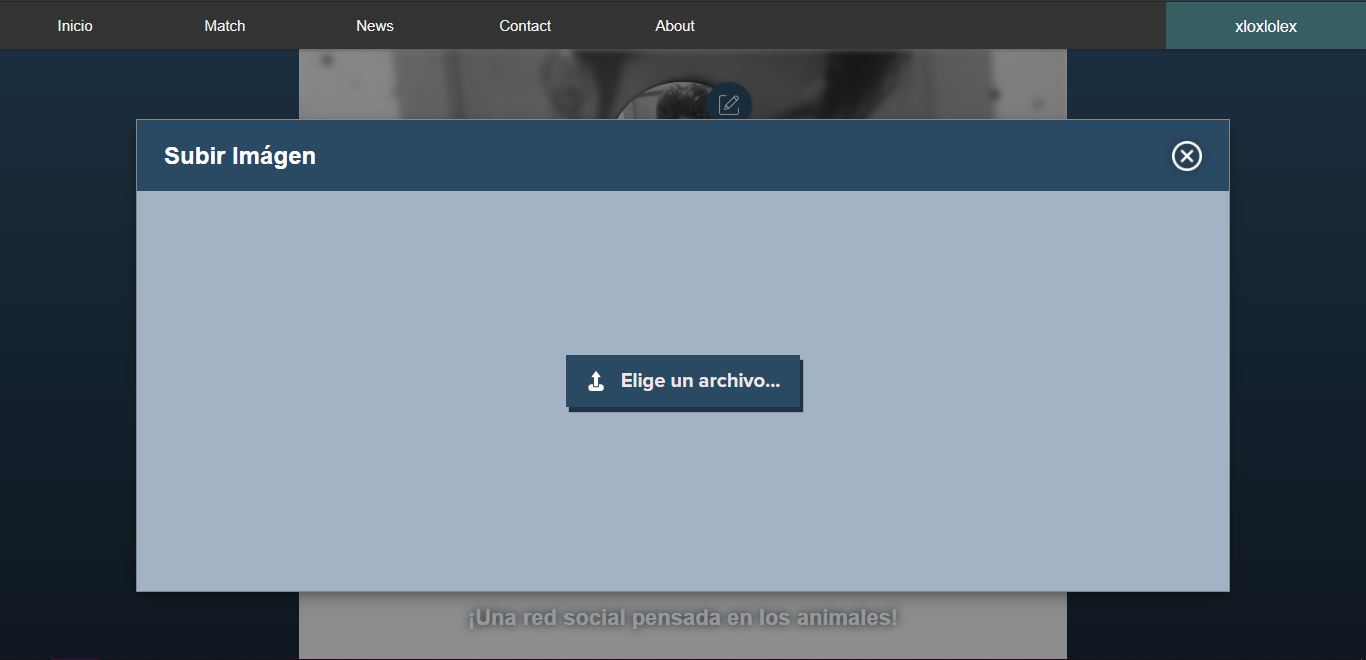 Inicio Match News Contact About xloxlolex
Subir Imágen
Elige un archivo...
¡Una red social pensada en los animales!